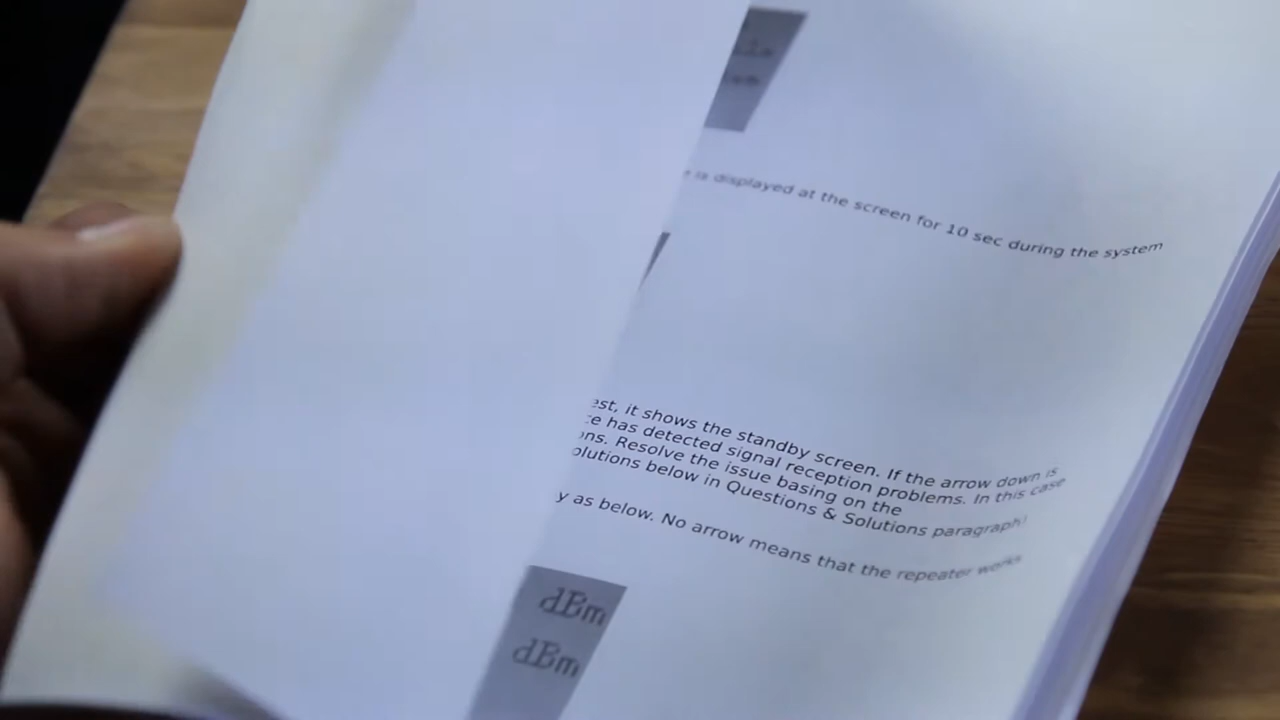 is displayed at the screen for 10 sec during the system
est, it shows the standby screen. If the arrow down is
ce has detected signal reception problems. In this case
ons. Resolve the issue basing on the
olutions below in Questions & Solutions paragraph!
y as below. No arrow means that the repeater works
dBm
dBm